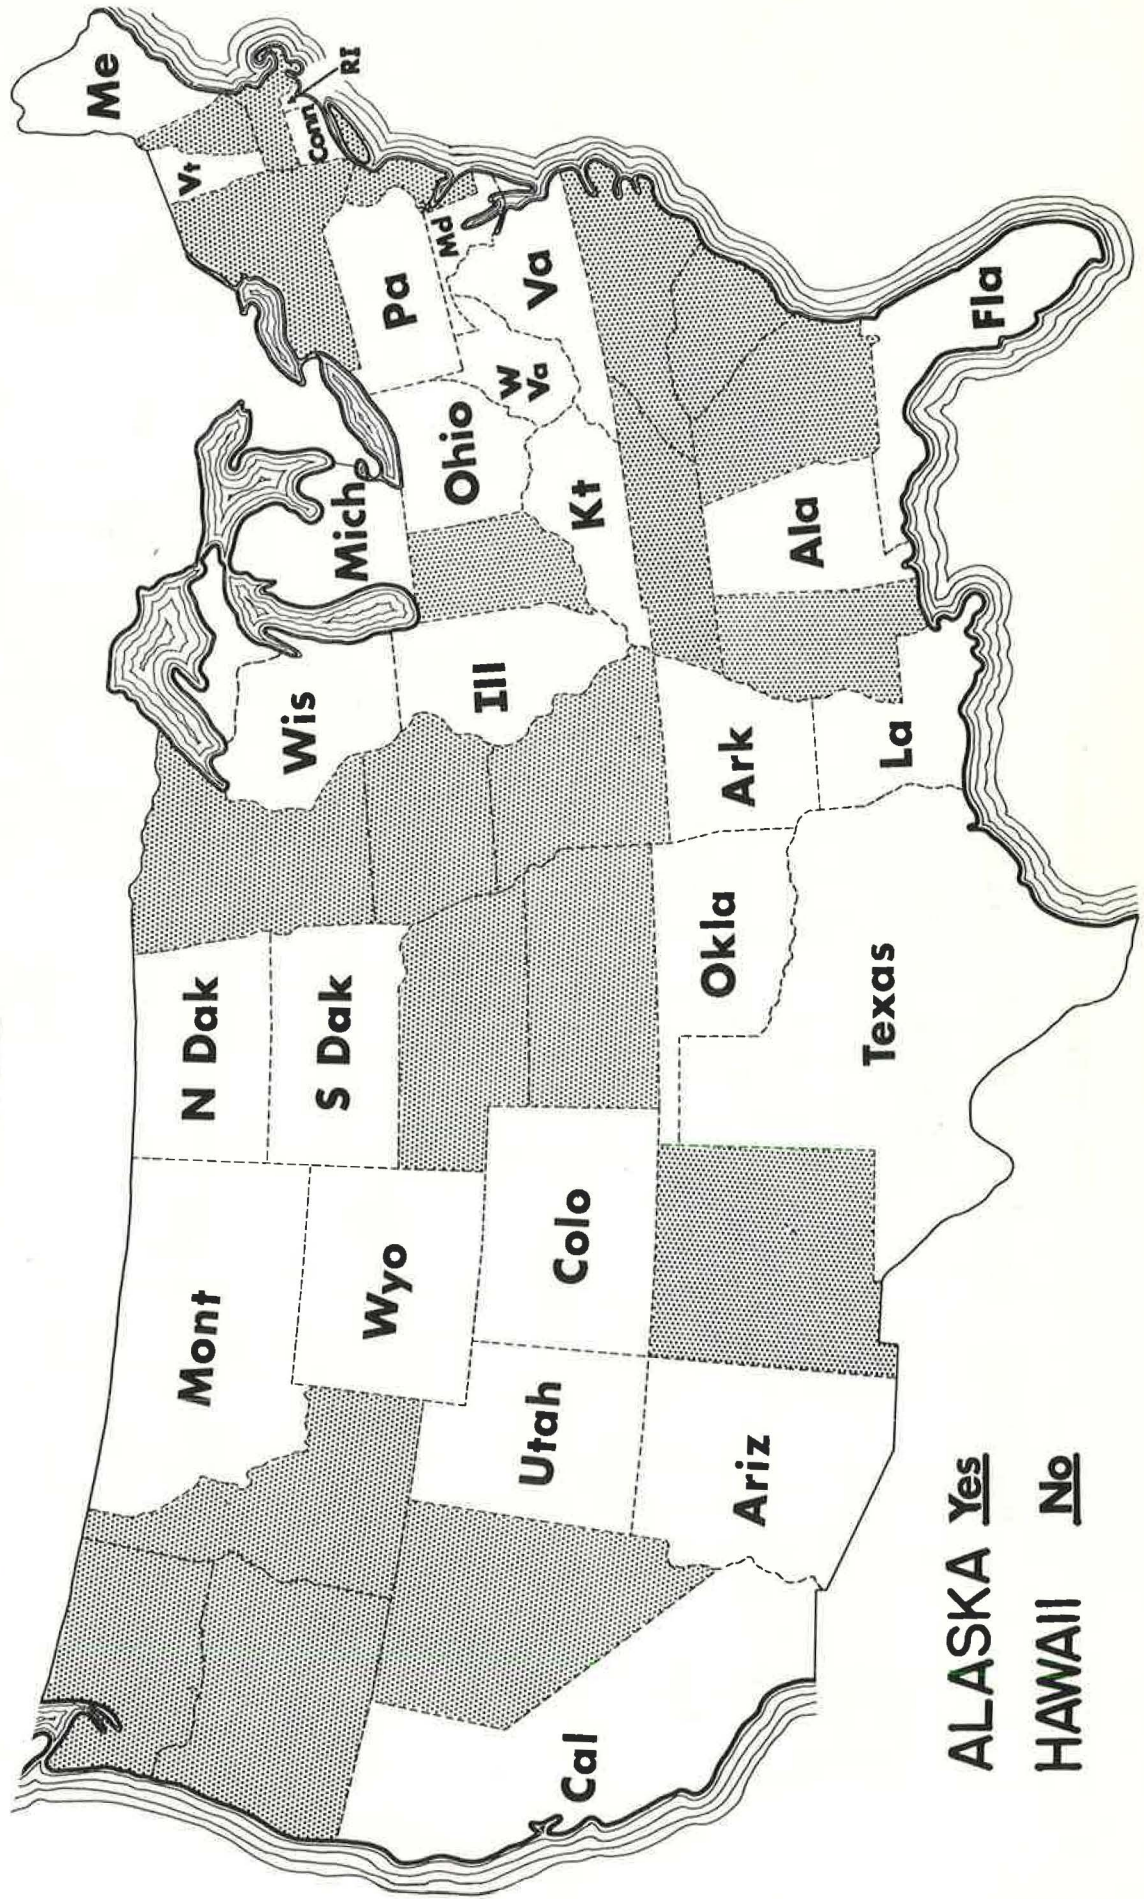 Me
Vt
RI
Conn
Mont
N Dak
S Dak
Wis
Mich
Pa
Md
Wyo
Ill
Ohio
W
Va
Va
Utah
Colo
Kt
Cal
Ariz
Okla
Ark
Ala
Texas
La
Fla
ALASKA Yes
HAWAII No